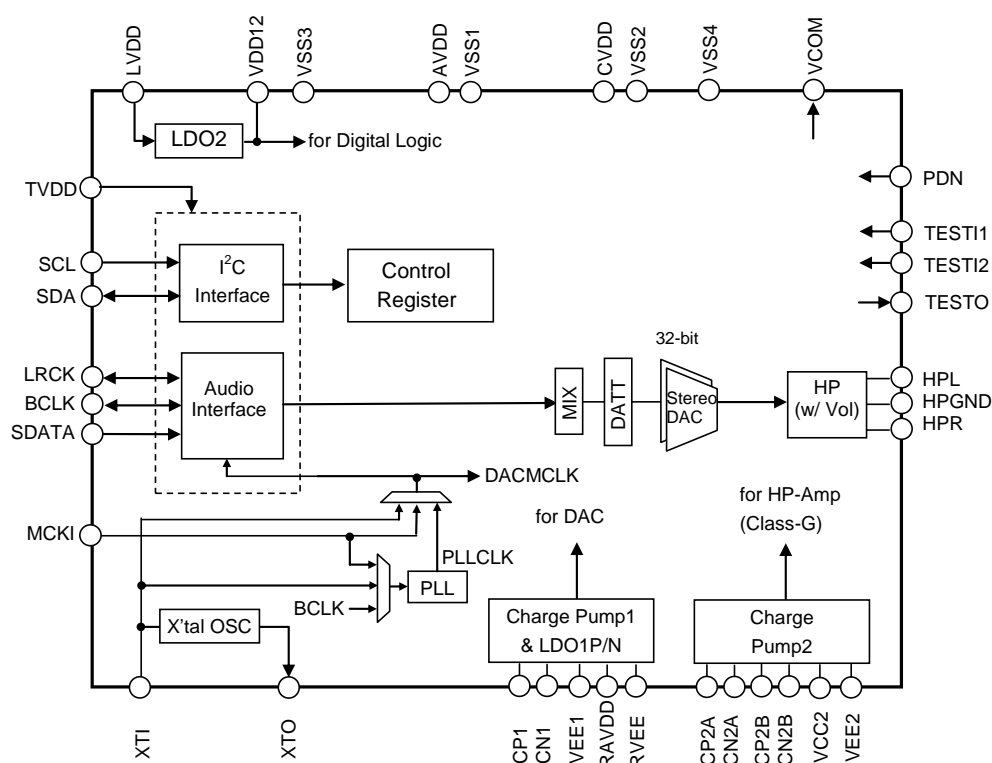 LVDD
VDD12
VSS3
AVDD
VSS1
CVDD
VSS2
VSS4
VCOM
LDO2
for Digital Logic
TVDD
PDN
SCL
SDA
I²C
Interface
Control
Register
TESTI1
TESTI2
TESTO
32-bit
LRCK
BCLK
SDATA
Audio
Interface
MIX
DATT
Stereo
DAC
HP
(w/ Vol)
HPL
HPGND
HPR
DACMCLK
MCKI
PLLCLK
BCLK
PLL
for DAC
for HP-Amp
(Class-G)
X'tal OSC
Charge Pump1
& LDO1P/N
Charge
Pump2
XTI
XTO
CP1
CN1
VEE1
RAVDD
RVEE
CP2A
CN2A
CP2B
CN2B
VCC2
VEE2